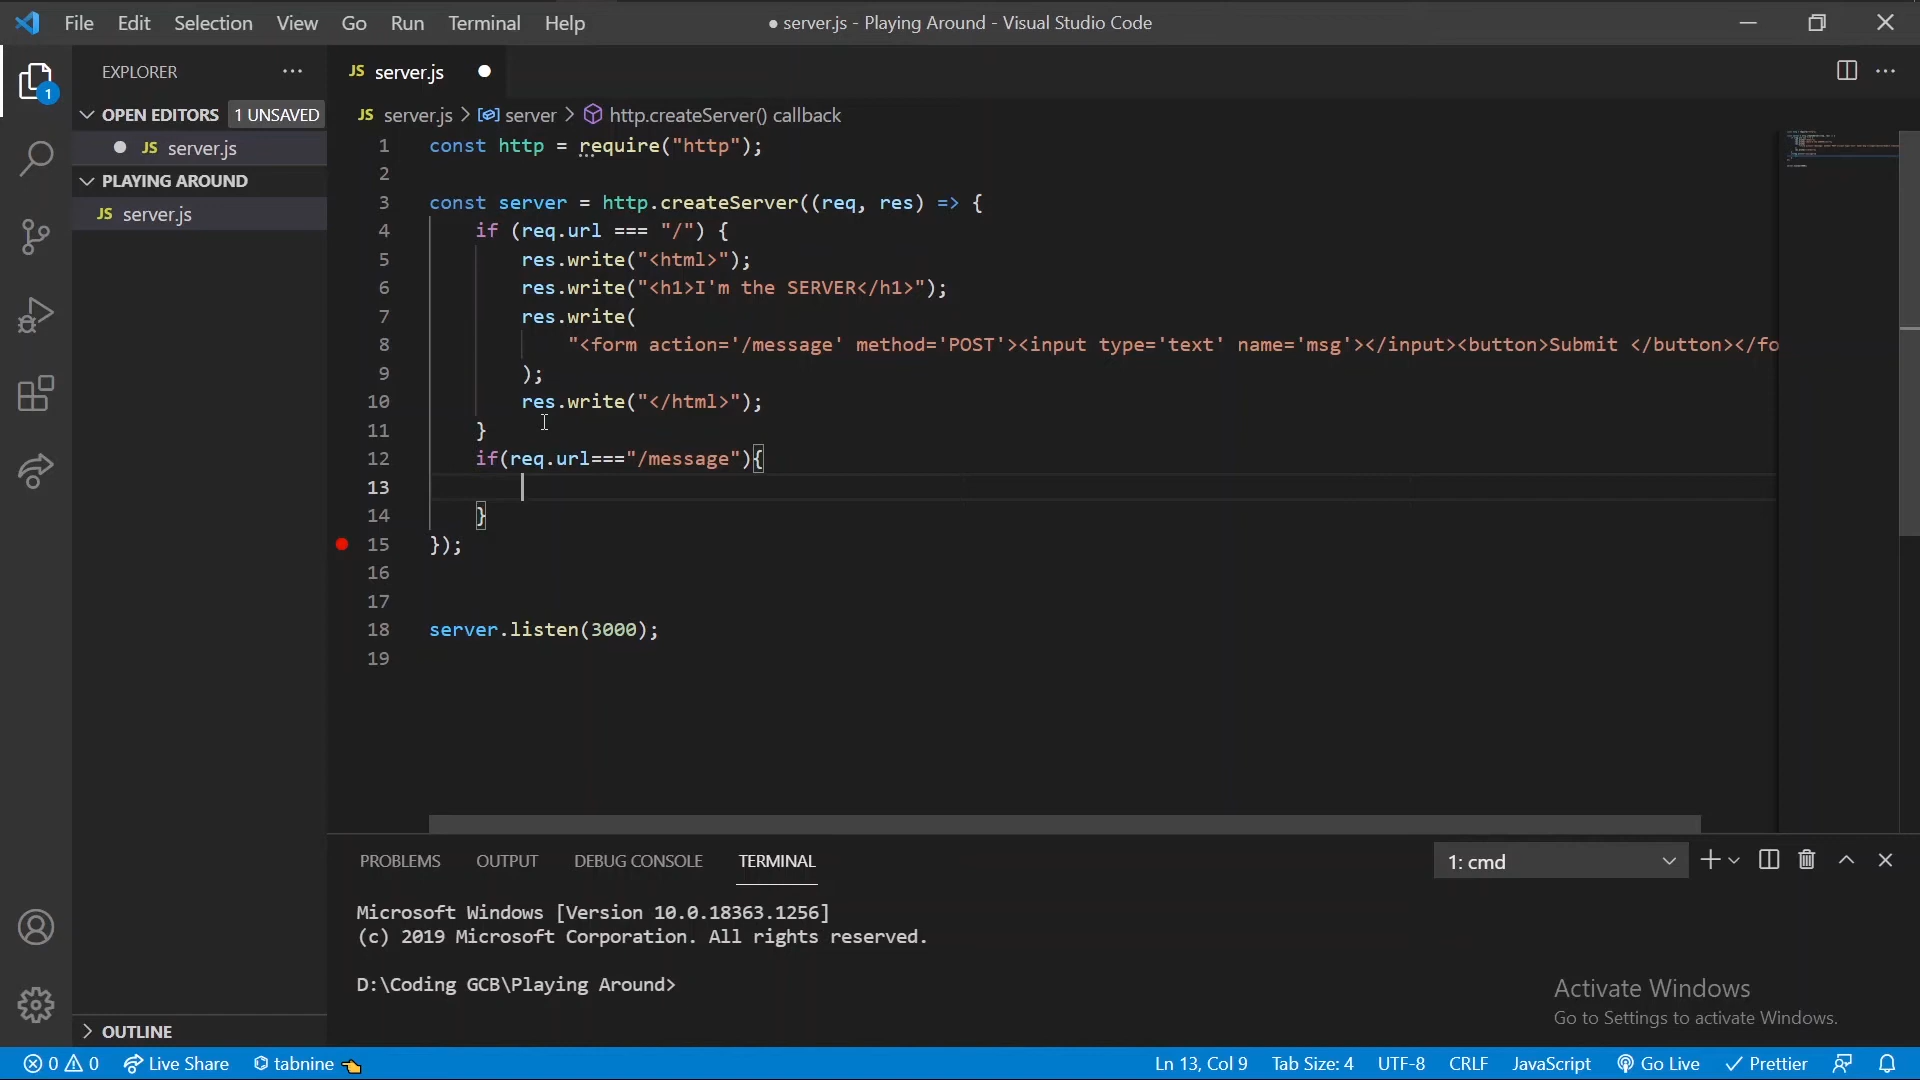 File Edit Selection View Go Run Terminal Help
● server.js - Playing Around - Visual Studio Code
EXPLORER
OPEN EDITORS 1 UNSAVED
JS server.js
PLAYING AROUND
JS server.js
OUTLINE
1
JS server.js
JS server.js > server > http.createServer() callback
1 const http = require("http");
2
3 const server = http.createServer((req, res) => {
4 if (req.url === "/") {
5 res.write("<html>");
6 res.write("<h1>I'm the SERVER</h1>");
7 res.write(
8 "<form action='/message' method='POST'><input type='text' name='msg'></input><button>Submit </button></fo
9 );
10 res.write("</html>");
11 }
12 if(req.url==="/message"){
13
14 }
15 });
16
17
18 server.listen(3000);
19
PROBLEMS OUTPUT DEBUG CONSOLE TERMINAL 1: cmd
Microsoft Windows [Version 10.0.18363.1256]
(c) 2019 Microsoft Corporation. All rights reserved.
D:\Coding GCB\Playing Around>
Activate Windows
Go to Settings to activate Windows.
0 0 Live Share tabnine Ln 13, Col 9 Tab Size: 4 UTF-8 CRLF JavaScript Go Live Prettier